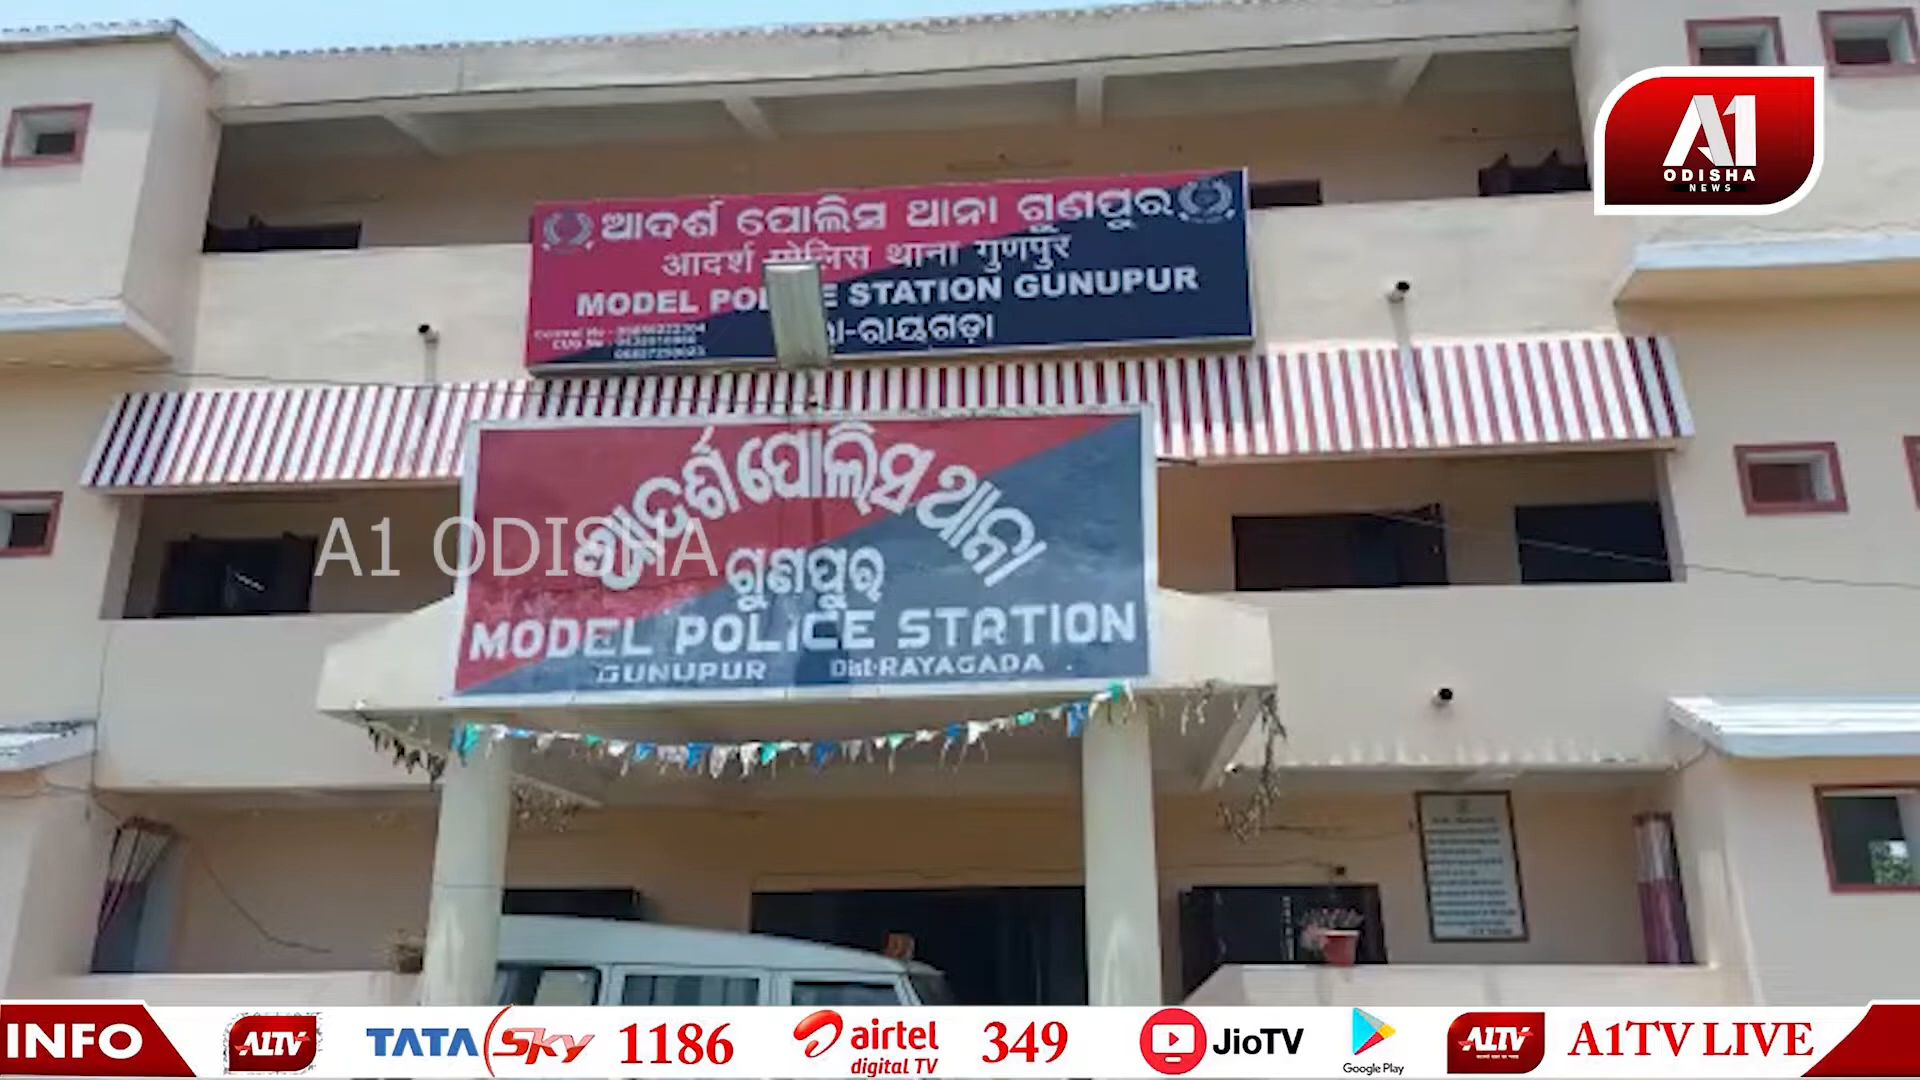 A1
ODISHA
NEWS
ଆଦର୍ଶ ପୋଲିସ ଥାନା ଗୁଣପୁର
आदर्श पोलिस थाना गुणपुर
MODEL POLICE STATION GUNUPUR
-ରାୟଗଡ଼ା
ଆଦର୍ଶ ପୋଲିସ ଥାନା
A1 ODISHA
ଗୁଣପୁର
MODEL POLICE STATION
GUNUPUR Dist-RAYAGADA
INFO A1TV TATA Sky 1186 airtel digital TV 349 JioTV Google Play A1TV A1TV LIVE